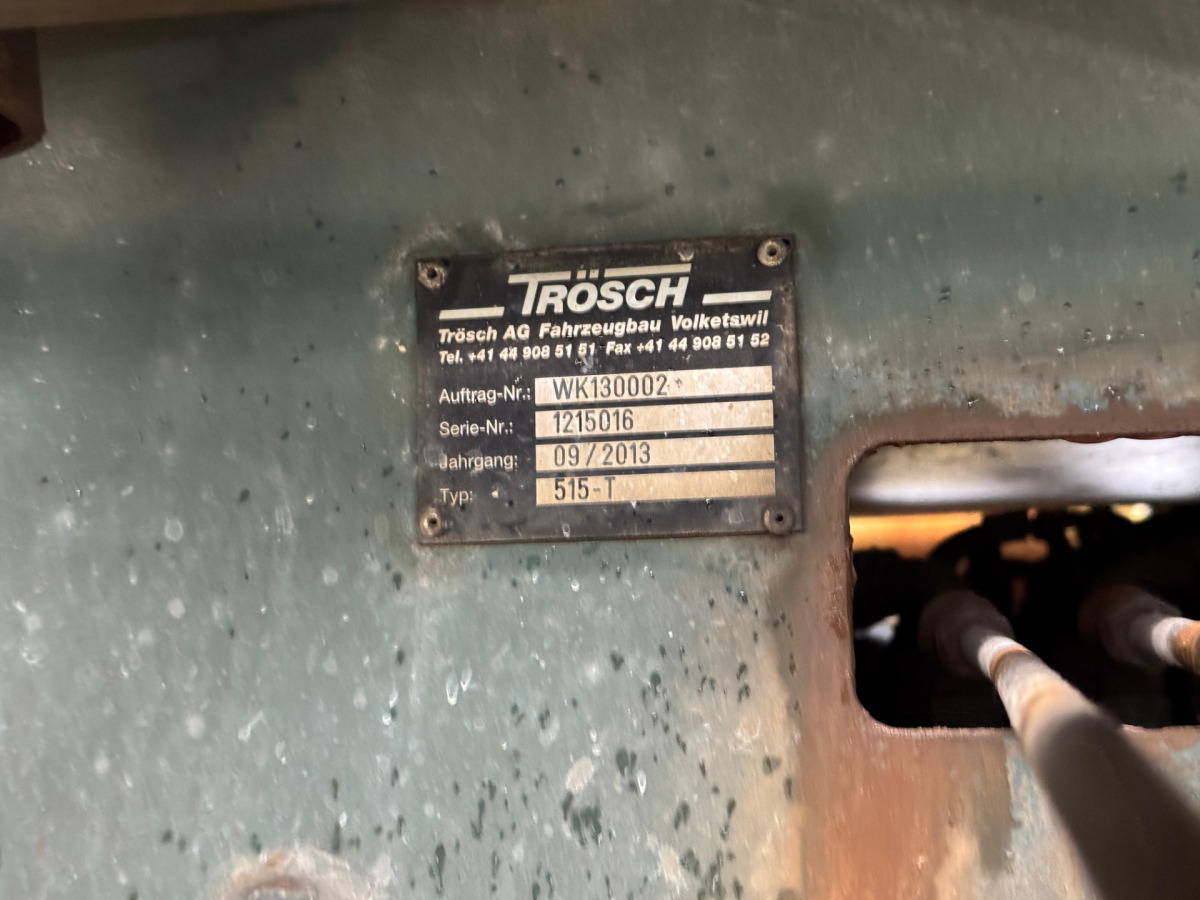 TRÖSCH
Trösch AG Fahrzeugbau Volketswil
Tel. +41 44 908 51 51 Fax +41 44 908 51 52
Auftrag-Nr.: WK130002
Serie-Nr.: 1215016
Jahrgang: 09/2013
Typ: 515-T